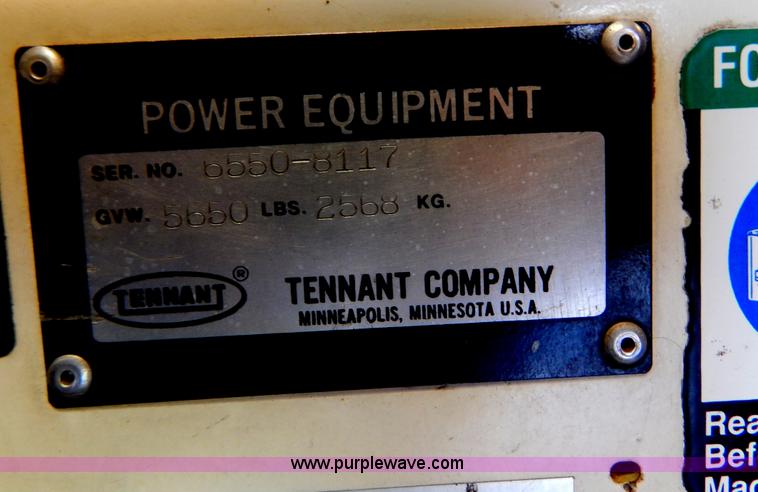 POWER EQUIPMENT
SER. NO. 6550-8117
GVW. 5650 LBS. 2568 KG.
TENNANT ®
TENNANT COMPANY
MINNEAPOLIS, MINNESOTA U.S.A.
FO
Rea
Bef
Mac
www.purplewave.com